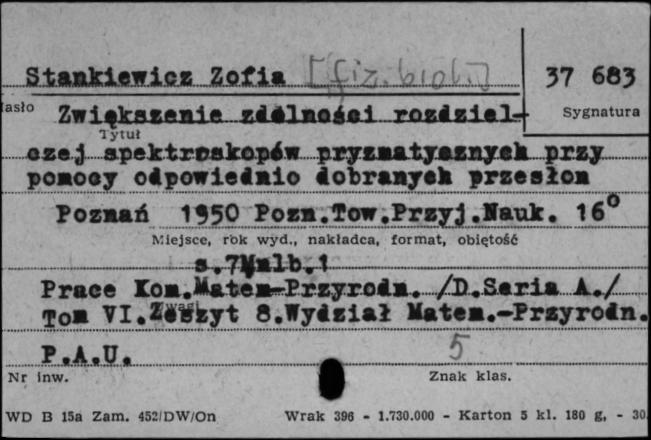 Stankiewicz Zofia [fiz. biol.] 37 683
Hasło Zwiększenie zdolności rozdziel- Sygnatura
Tytuł
czej spektroskopów pryzmatycznych przy
pomocy odpowiednio dobranych przesłon
Poznań 1950 Pozn.Tow.Przyj.Nauk. 16°
Miejsce, rok wyd., nakładca, format, objętość
s.7 nlb.1
Prace Kom.Matem-Przyrodn. /D.Seria A./
Uwagi
Tom VI.Zeszyt 8.Wydział Matem.-Przyrodn.
P.A.U. 5
Nr inw. Znak klas.
WD B 15a Zam. 452/DW/On Wrak 396 - 1.730.000 - Karton 5 kl. 180 g, - 30